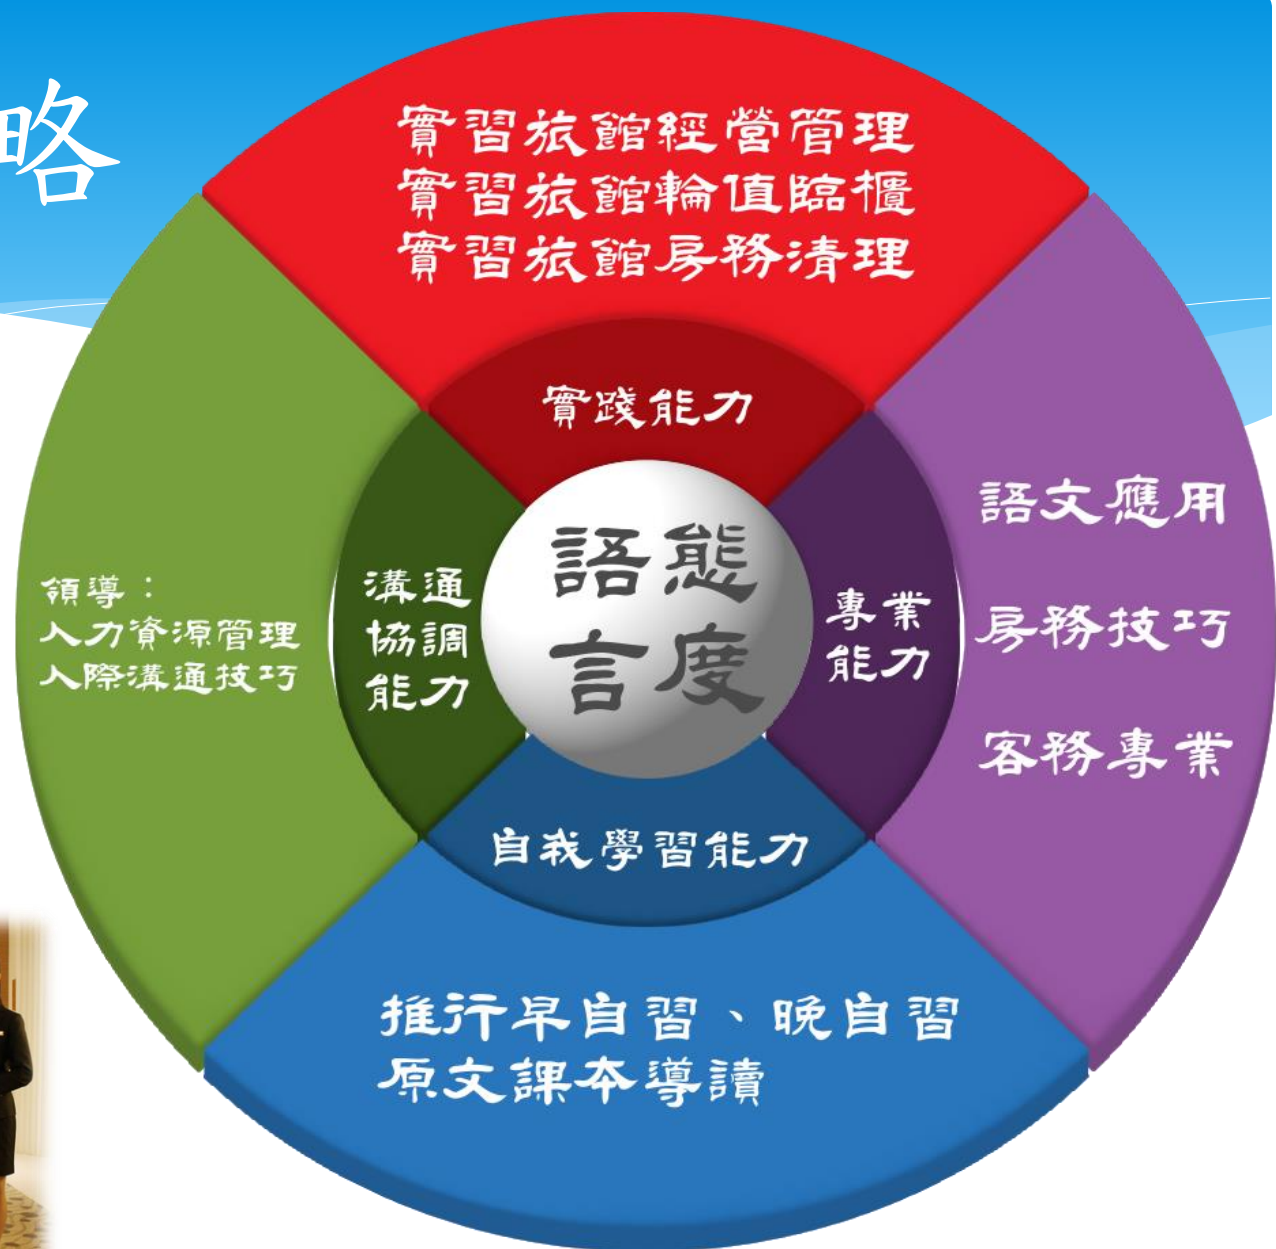 略
實習旅館經營管理
實習旅館輪值臨櫃
實習旅館房務清理
實踐能力
領導：
人力資源管理
人際溝通技巧
溝通
協調
能力
語態
言度
專業
能力
語文應用
房務技巧
客務專業
自我學習能力
推行早自習、晚自習
原文課本導讀